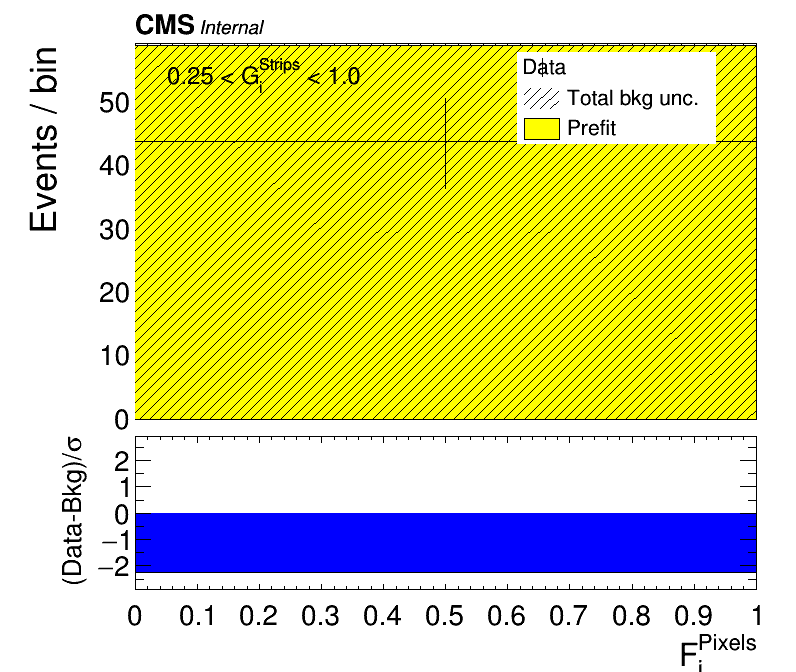 CMS Internal
0.25 < G_i^Strips < 1.0
Data
Total bkg unc.
Prefit
Events / bin
50
40
30
20
10
0
(Data-Bkg)/σ
2
1
0
−1
−2
0 0.1 0.2 0.3 0.4 0.5 0.6 0.7 0.8 0.9 1
F_i^Pixels